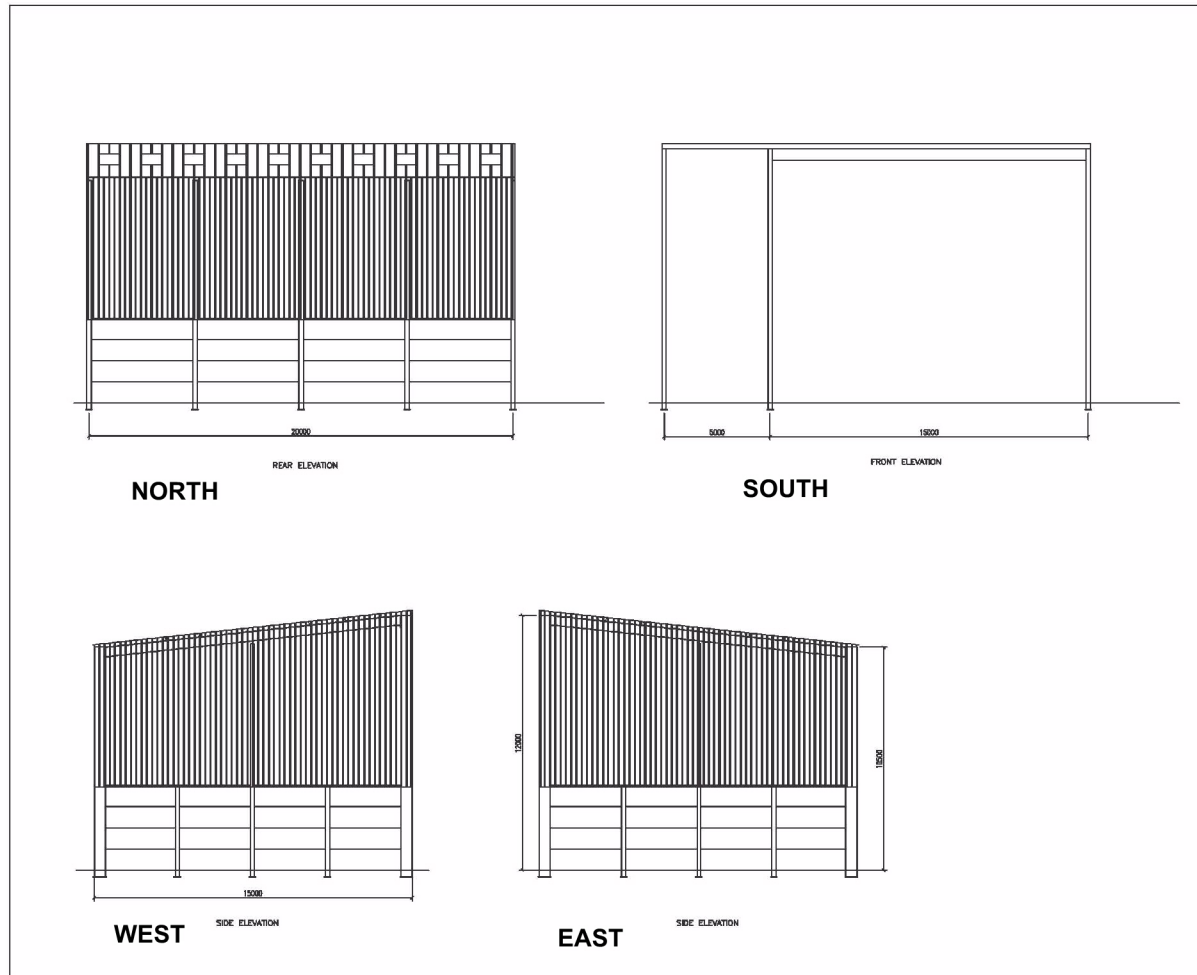 20000
REAR ELEVATION
NORTH
5000
15000
FRONT ELEVATION
SOUTH
15000
SIDE ELEVATION
WEST
12000
10500
SIDE ELEVATION
EAST